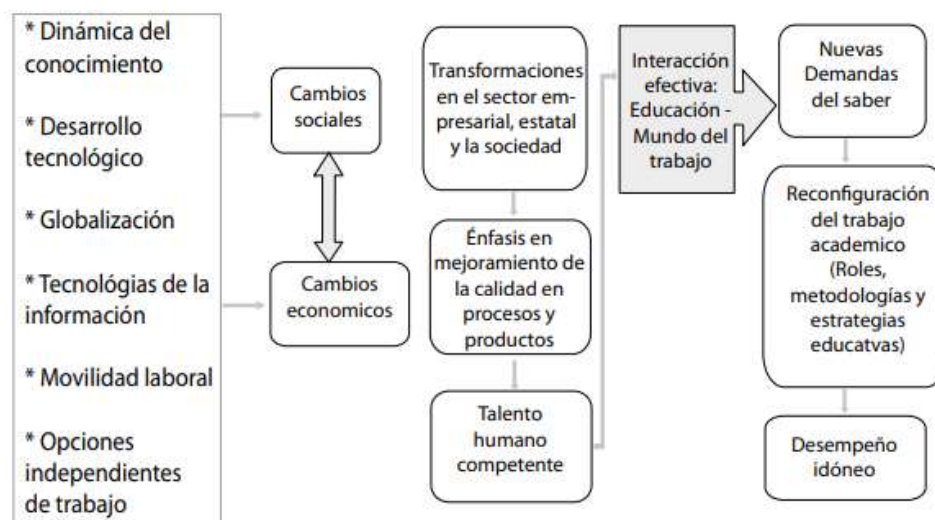 * Dinámica del
conocimiento
* Desarrollo
tecnológico
* Globalización
* Tecnológias de la
información
* Movilidad laboral
* Opciones
independientes
de trabajo
Cambios
sociales
Cambios
economicos
Transformaciones
en el sector em-
presarial, estatal
y la sociedad
Énfasis en
mejoramiento de
la calidad en
procesos y
productos
Talento
humano
competente
Interacción
efectiva:
Educación -
Mundo del
trabajo
Nuevas
Demandas
del saber
Reconfiguración
del trabajo
academico
(Roles,
metodologías y
estrategias
educatvas)
Desempeño
idóneo